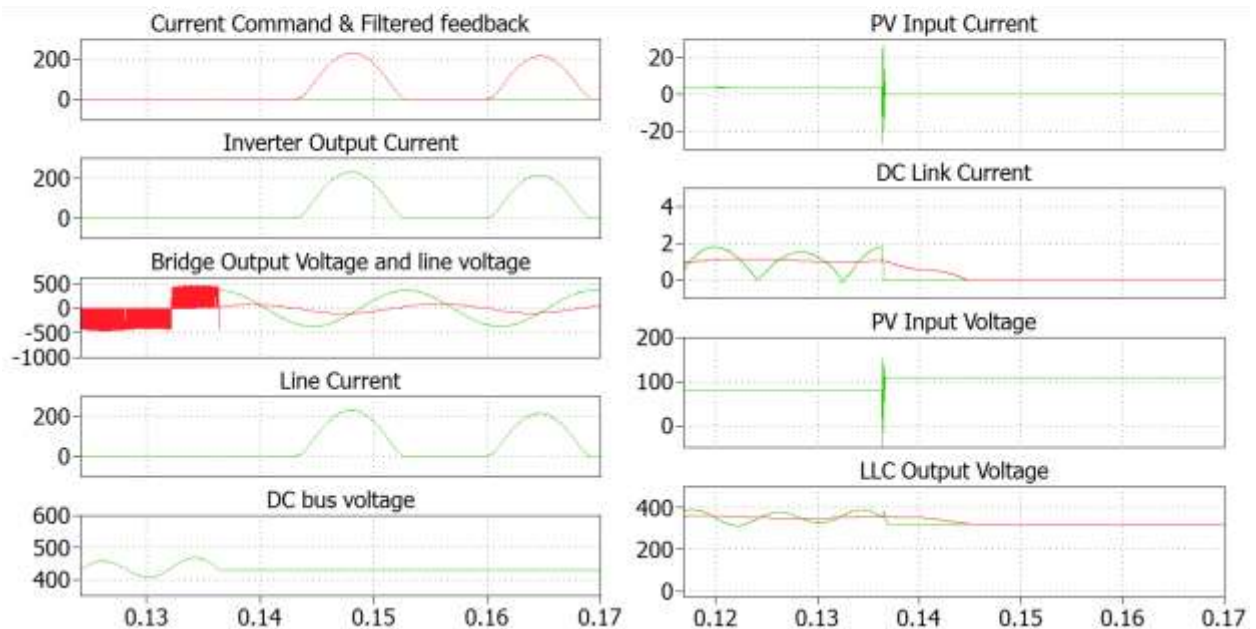 Current Command & Filtered feedback
200
0
Inverter Output Current
200
0
Bridge Output Voltage and line voltage
500
0
-500
-1000
Line Current
200
0
DC bus voltage
600
500
400
0.13 0.14 0.15 0.16 0.17
PV Input Current
20
0
-20
DC Link Current
4
2
0
PV Input Voltage
200
100
0
LLC Output Voltage
400
200
0
0.12 0.13 0.14 0.15 0.16 0.17